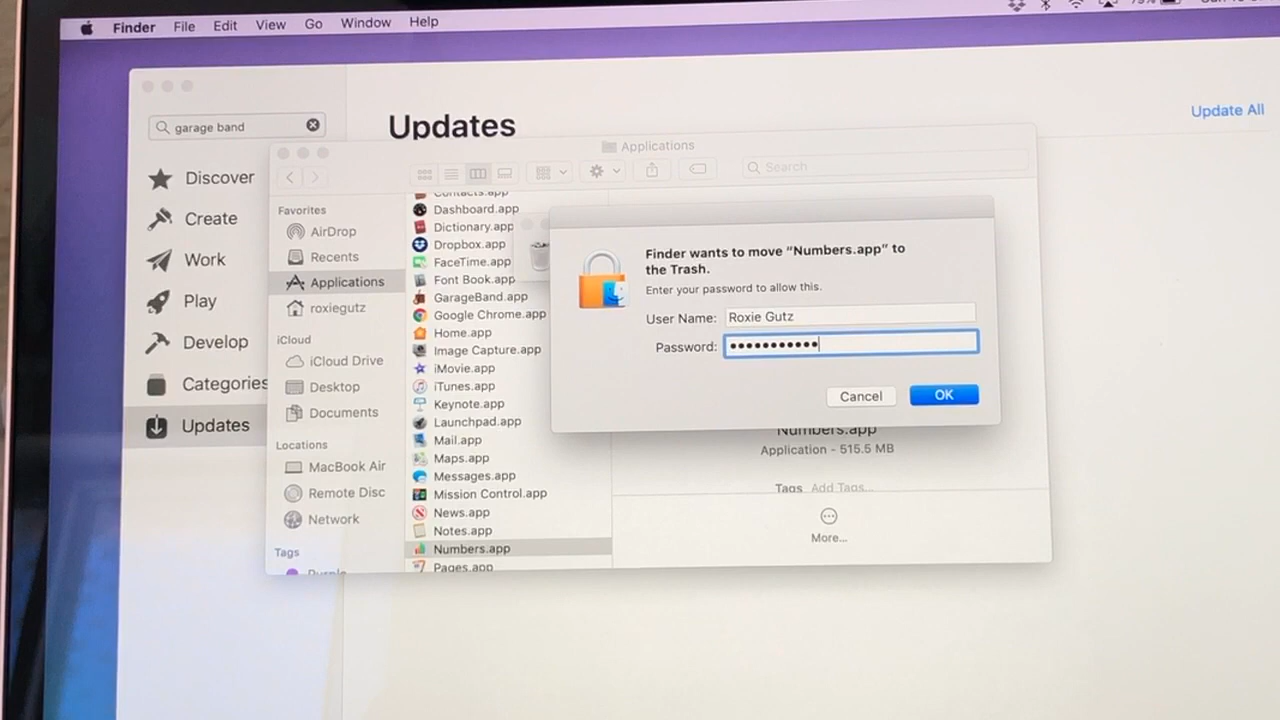 Finder File Edit View Go Window Help
garage band
Updates
Update All
Discover
Create
Work
Play
Develop
Categories
Updates
Applications
Search
Favorites
AirDrop
Recents
Applications
roxiegutz
iCloud
iCloud Drive
Desktop
Documents
Locations
MacBook Air
Remote Disc
Network
Tags
Purple
Contacts.app
Dashboard.app
Dictionary.app
Dropbox.app
FaceTime.app
Font Book.app
GarageBand.app
Google Chrome.app
Home.app
Image Capture.app
iMovie.app
iTunes.app
Keynote.app
Launchpad.app
Mail.app
Maps.app
Messages.app
Mission Control.app
News.app
Notes.app
Numbers.app
Pages.app
Finder wants to move “Numbers.app” to
the Trash.
Enter your password to allow this.
User Name: Roxie Gutz
Password: •••••••••••
Cancel OK
Numbers.app
Application - 515.5 MB
Tags Add Tags...
More...